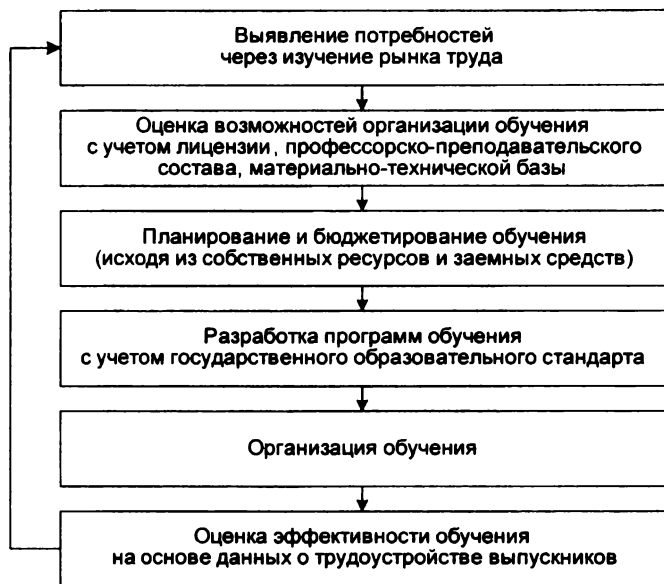 Выявление потребностей
через изучение рынка труда
Оценка возможностей организации обучения
с учетом лицензии, профессорско-преподавательского
состава, материально-технической базы
Планирование и бюджетирование обучения
(исходя из собственных ресурсов и заемных средств)
Разработка программ обучения
с учетом государственного образовательного стандарта
Организация обучения
Оценка эффективности обучения
на основе данных о трудоустройстве выпускников